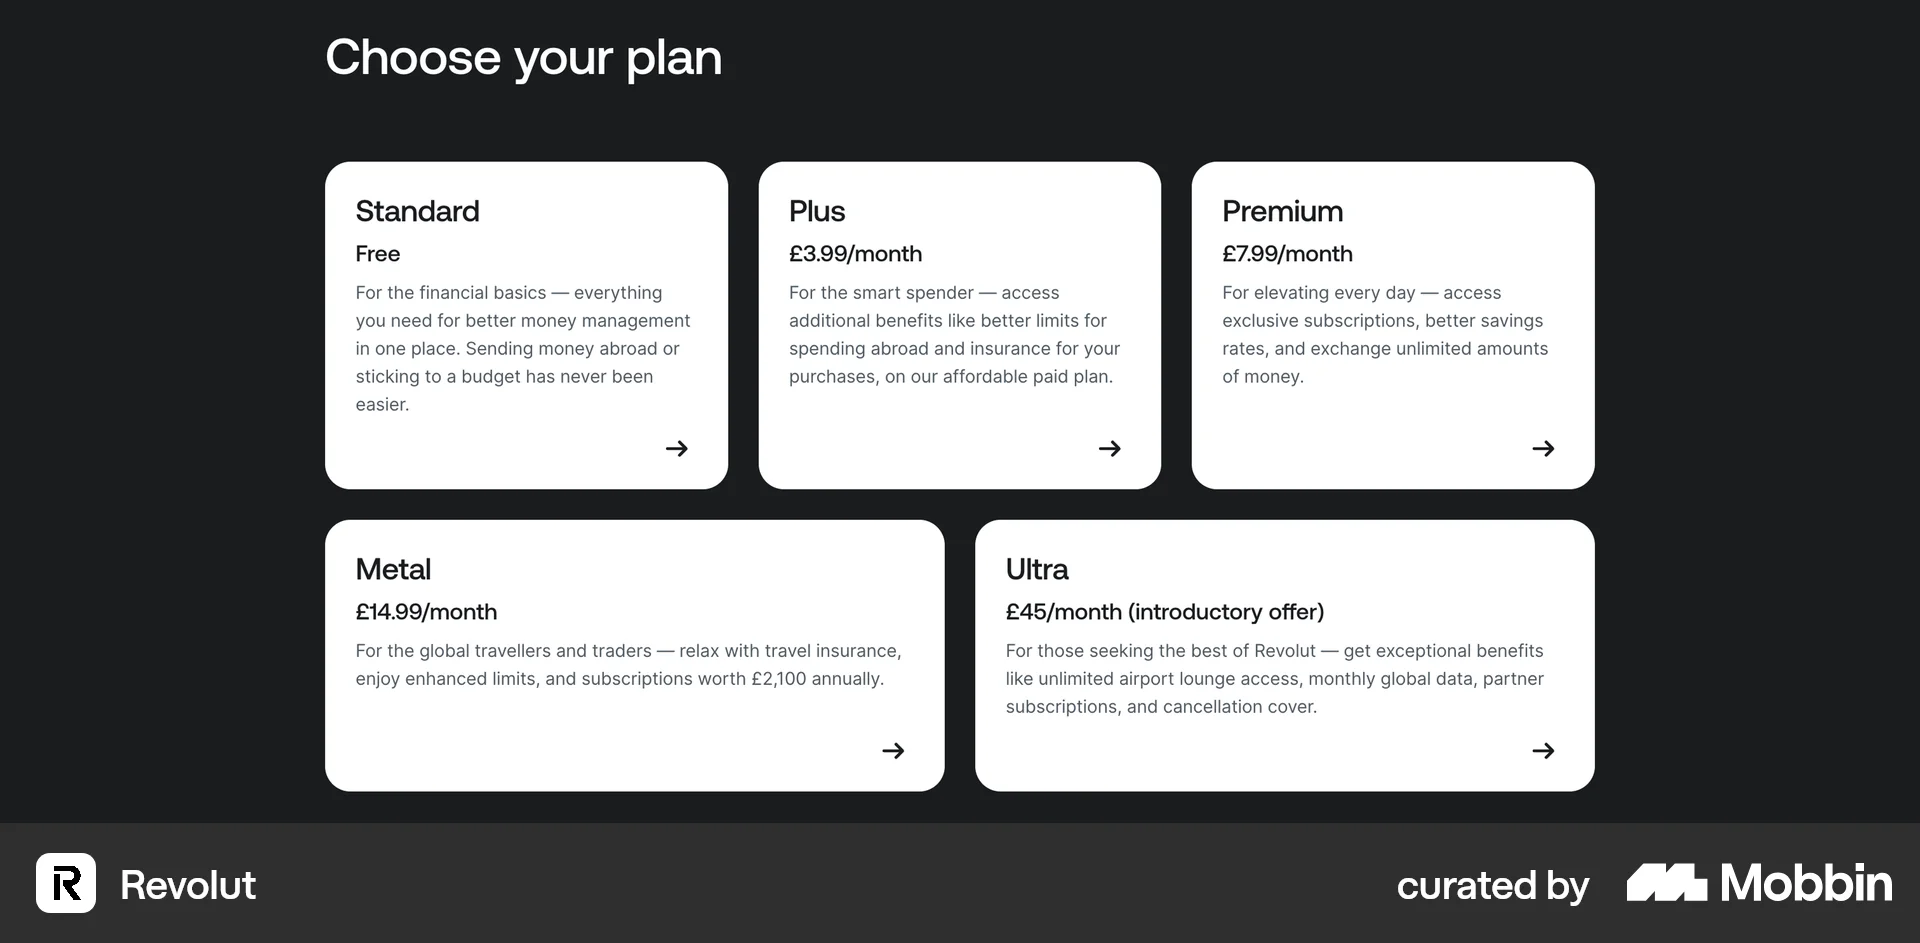 Choose your plan
Standard
Free
For the financial basics — everything
you need for better money management
in one place. Sending money abroad or
sticking to a budget has never been
easier.
Plus
£3.99/month
For the smart spender — access
additional benefits like better limits for
spending abroad and insurance for your
purchases, on our affordable paid plan.
Premium
£7.99/month
For elevating every day — access
exclusive subscriptions, better savings
rates, and exchange unlimited amounts
of money.
Metal
£14.99/month
For the global travellers and traders — relax with travel insurance,
enjoy enhanced limits, and subscriptions worth £2,100 annually.
Ultra
£45/month (introductory offer)
For those seeking the best of Revolut — get exceptional benefits
like unlimited airport lounge access, monthly global data, partner
subscriptions, and cancellation cover.
Revolut
curated by Mobbin